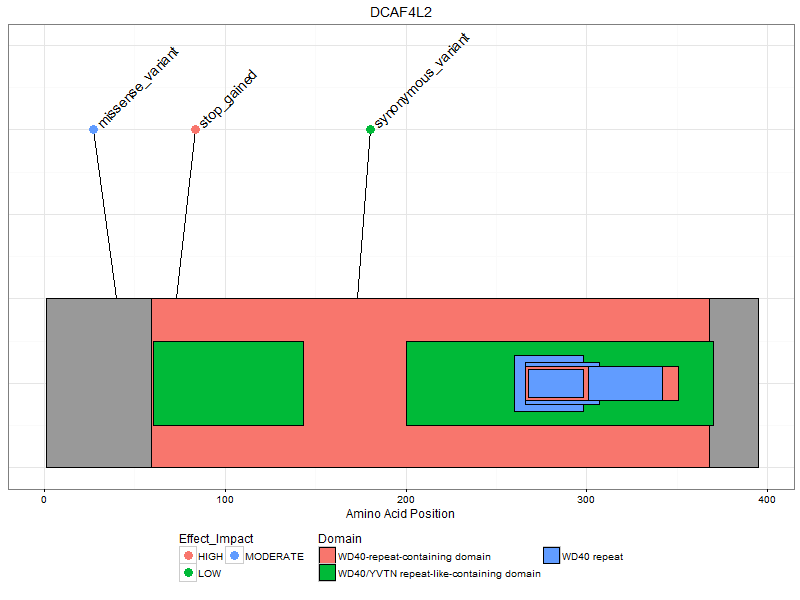 DCAF4L2
missense_variant
stop_gained
synonymous_variant
0 100 200 300 400
Amino Acid Position
Effect_Impact
HIGH MODERATE
LOW
Domain
WD40-repeat-containing domain WD40 repeat
WD40/YVTN repeat-like-containing domain